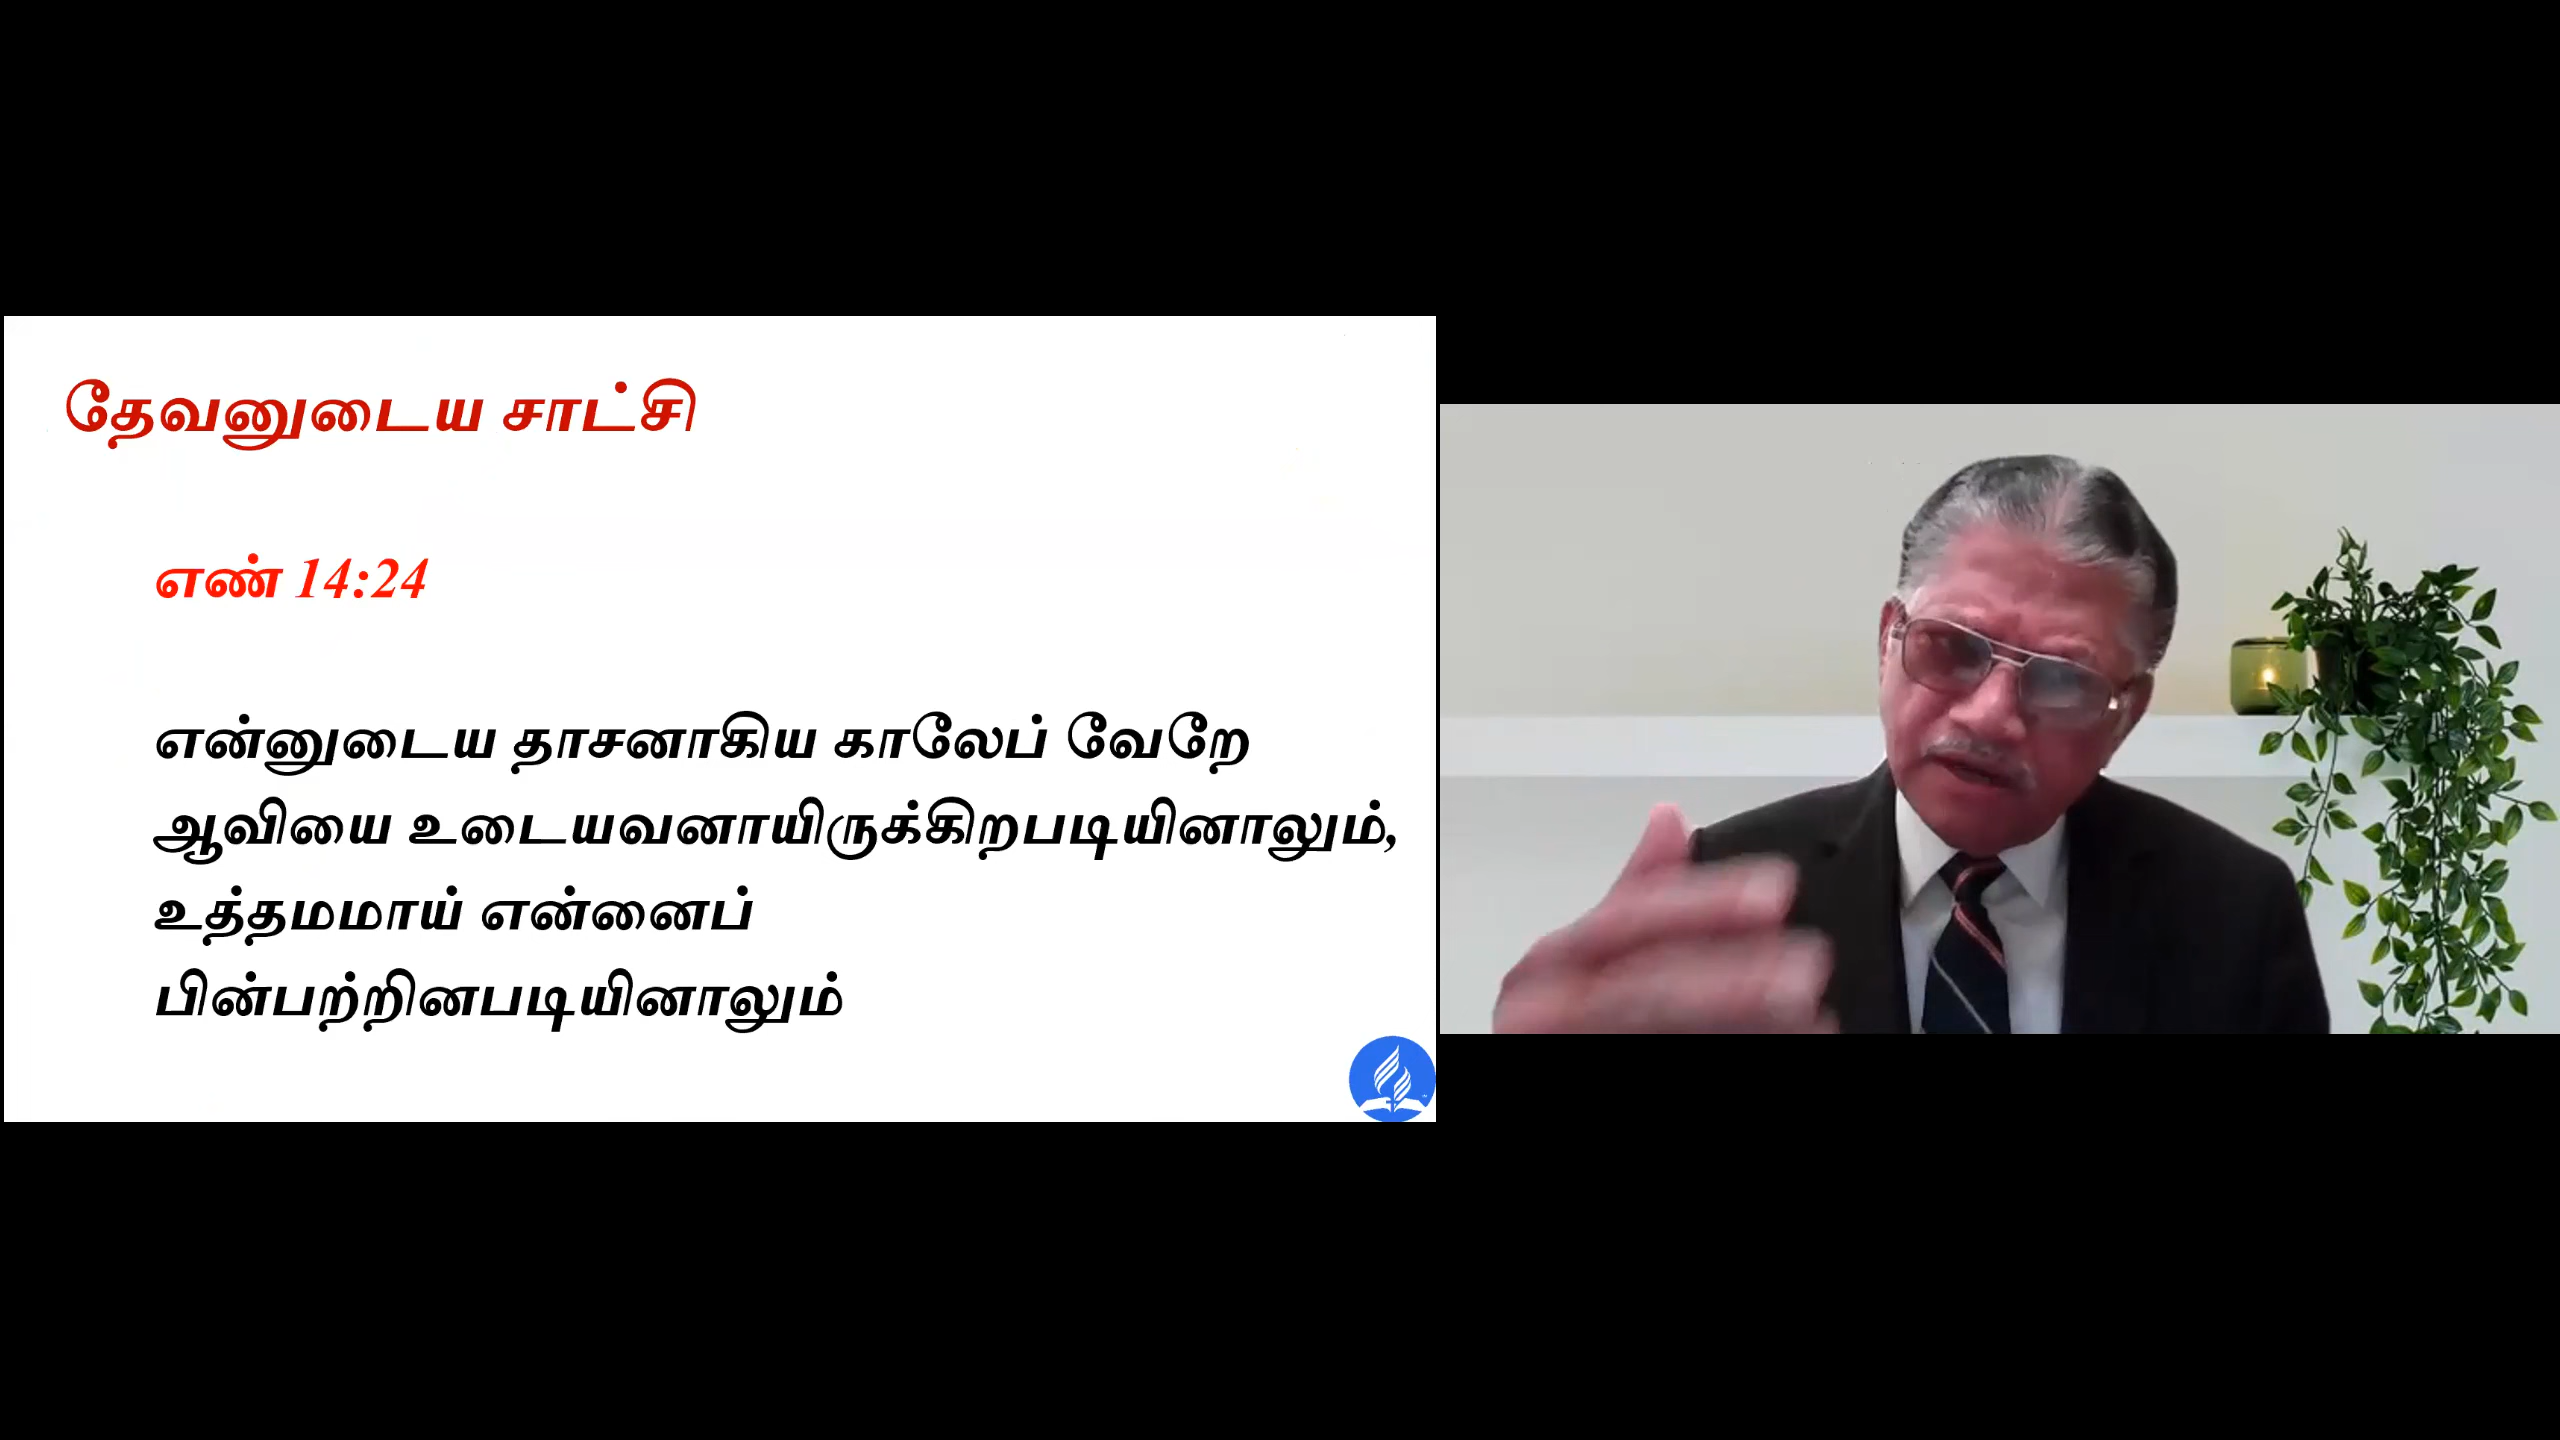 தேவனுடைய சாட்சி
எண் 14:24
என்னுடைய தாசனாகிய காலேப் வேறே
ஆவியை உடையவனாயிருக்கிறபடியினாலும்,
உத்தமமாய் என்னைப்
பின்பற்றினபடியினாலும்